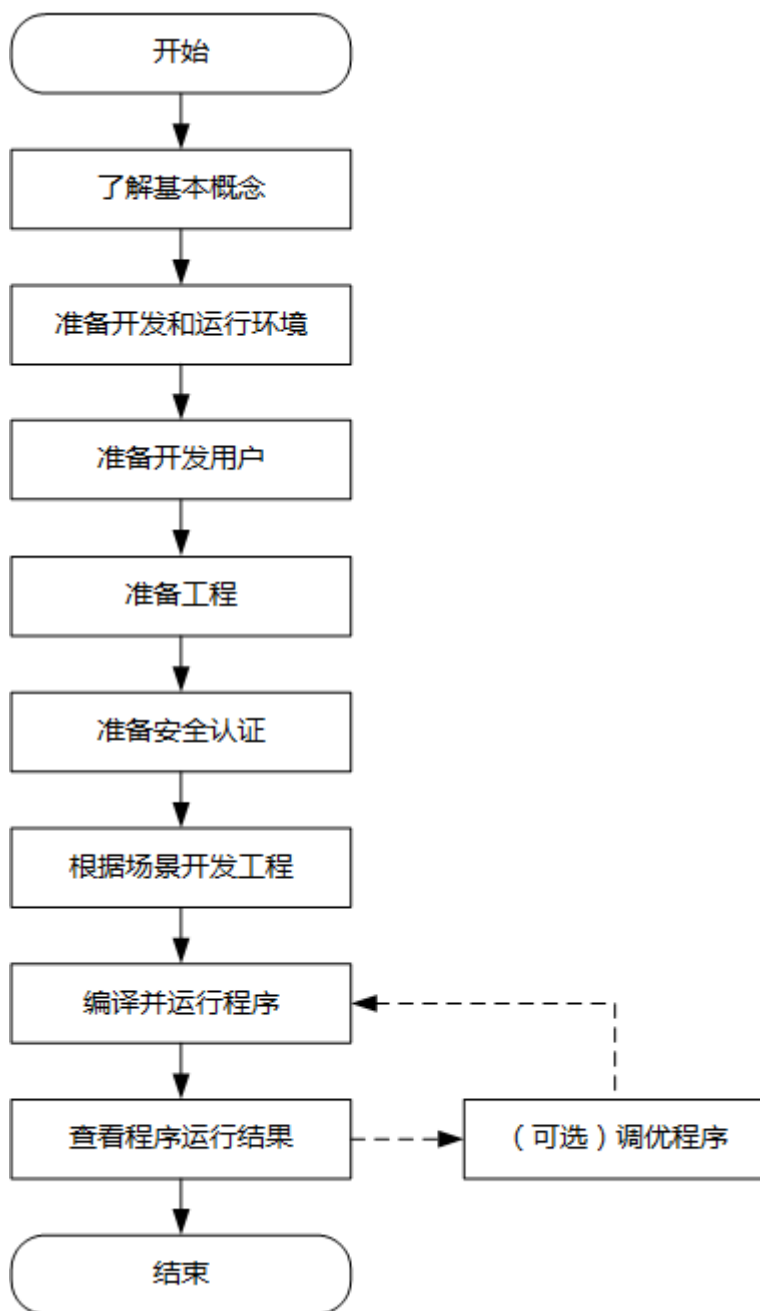 开始
了解基本概念
准备开发和运行环境
准备开发用户
准备工程
准备安全认证
根据场景开发工程
编译并运行程序
查看程序运行结果
（可选）调优程序
结束